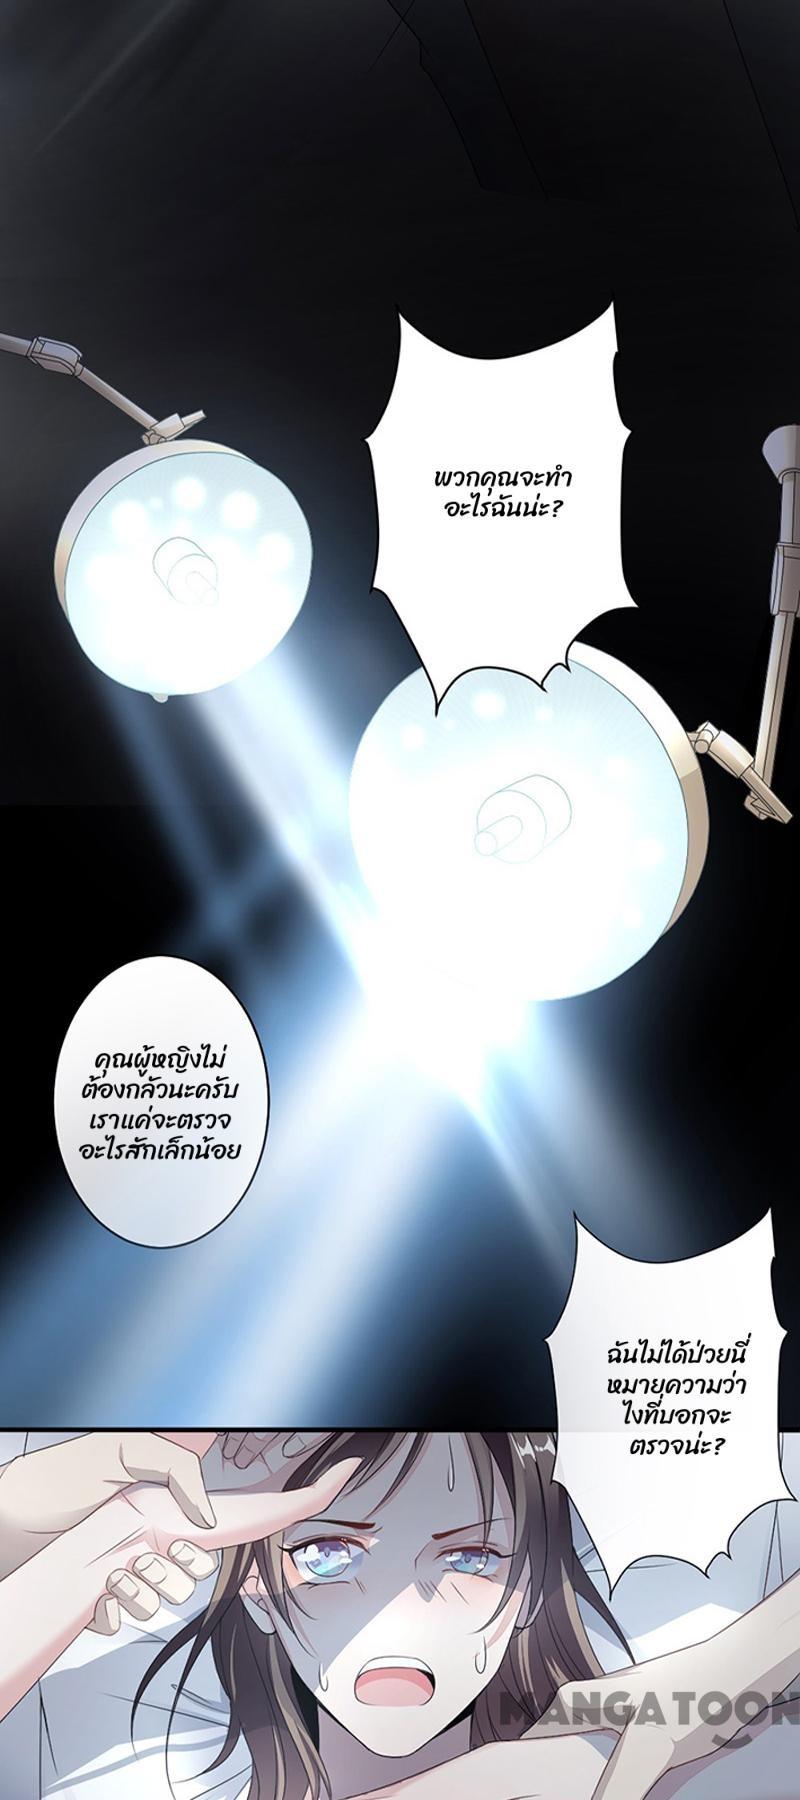 พวกคุณจะทำ
อะไรฉันน่ะ?
คุณผู้หญิงไม่
ต้องกลัวนะครับ
เราแค่จะตรวจ
อะไรสักเล็กน้อย
ฉันไม่ได้ป่วยนี่
หมายความว่า
ไงที่บอกจะ
ตรวจน่ะ?
MANGATOON